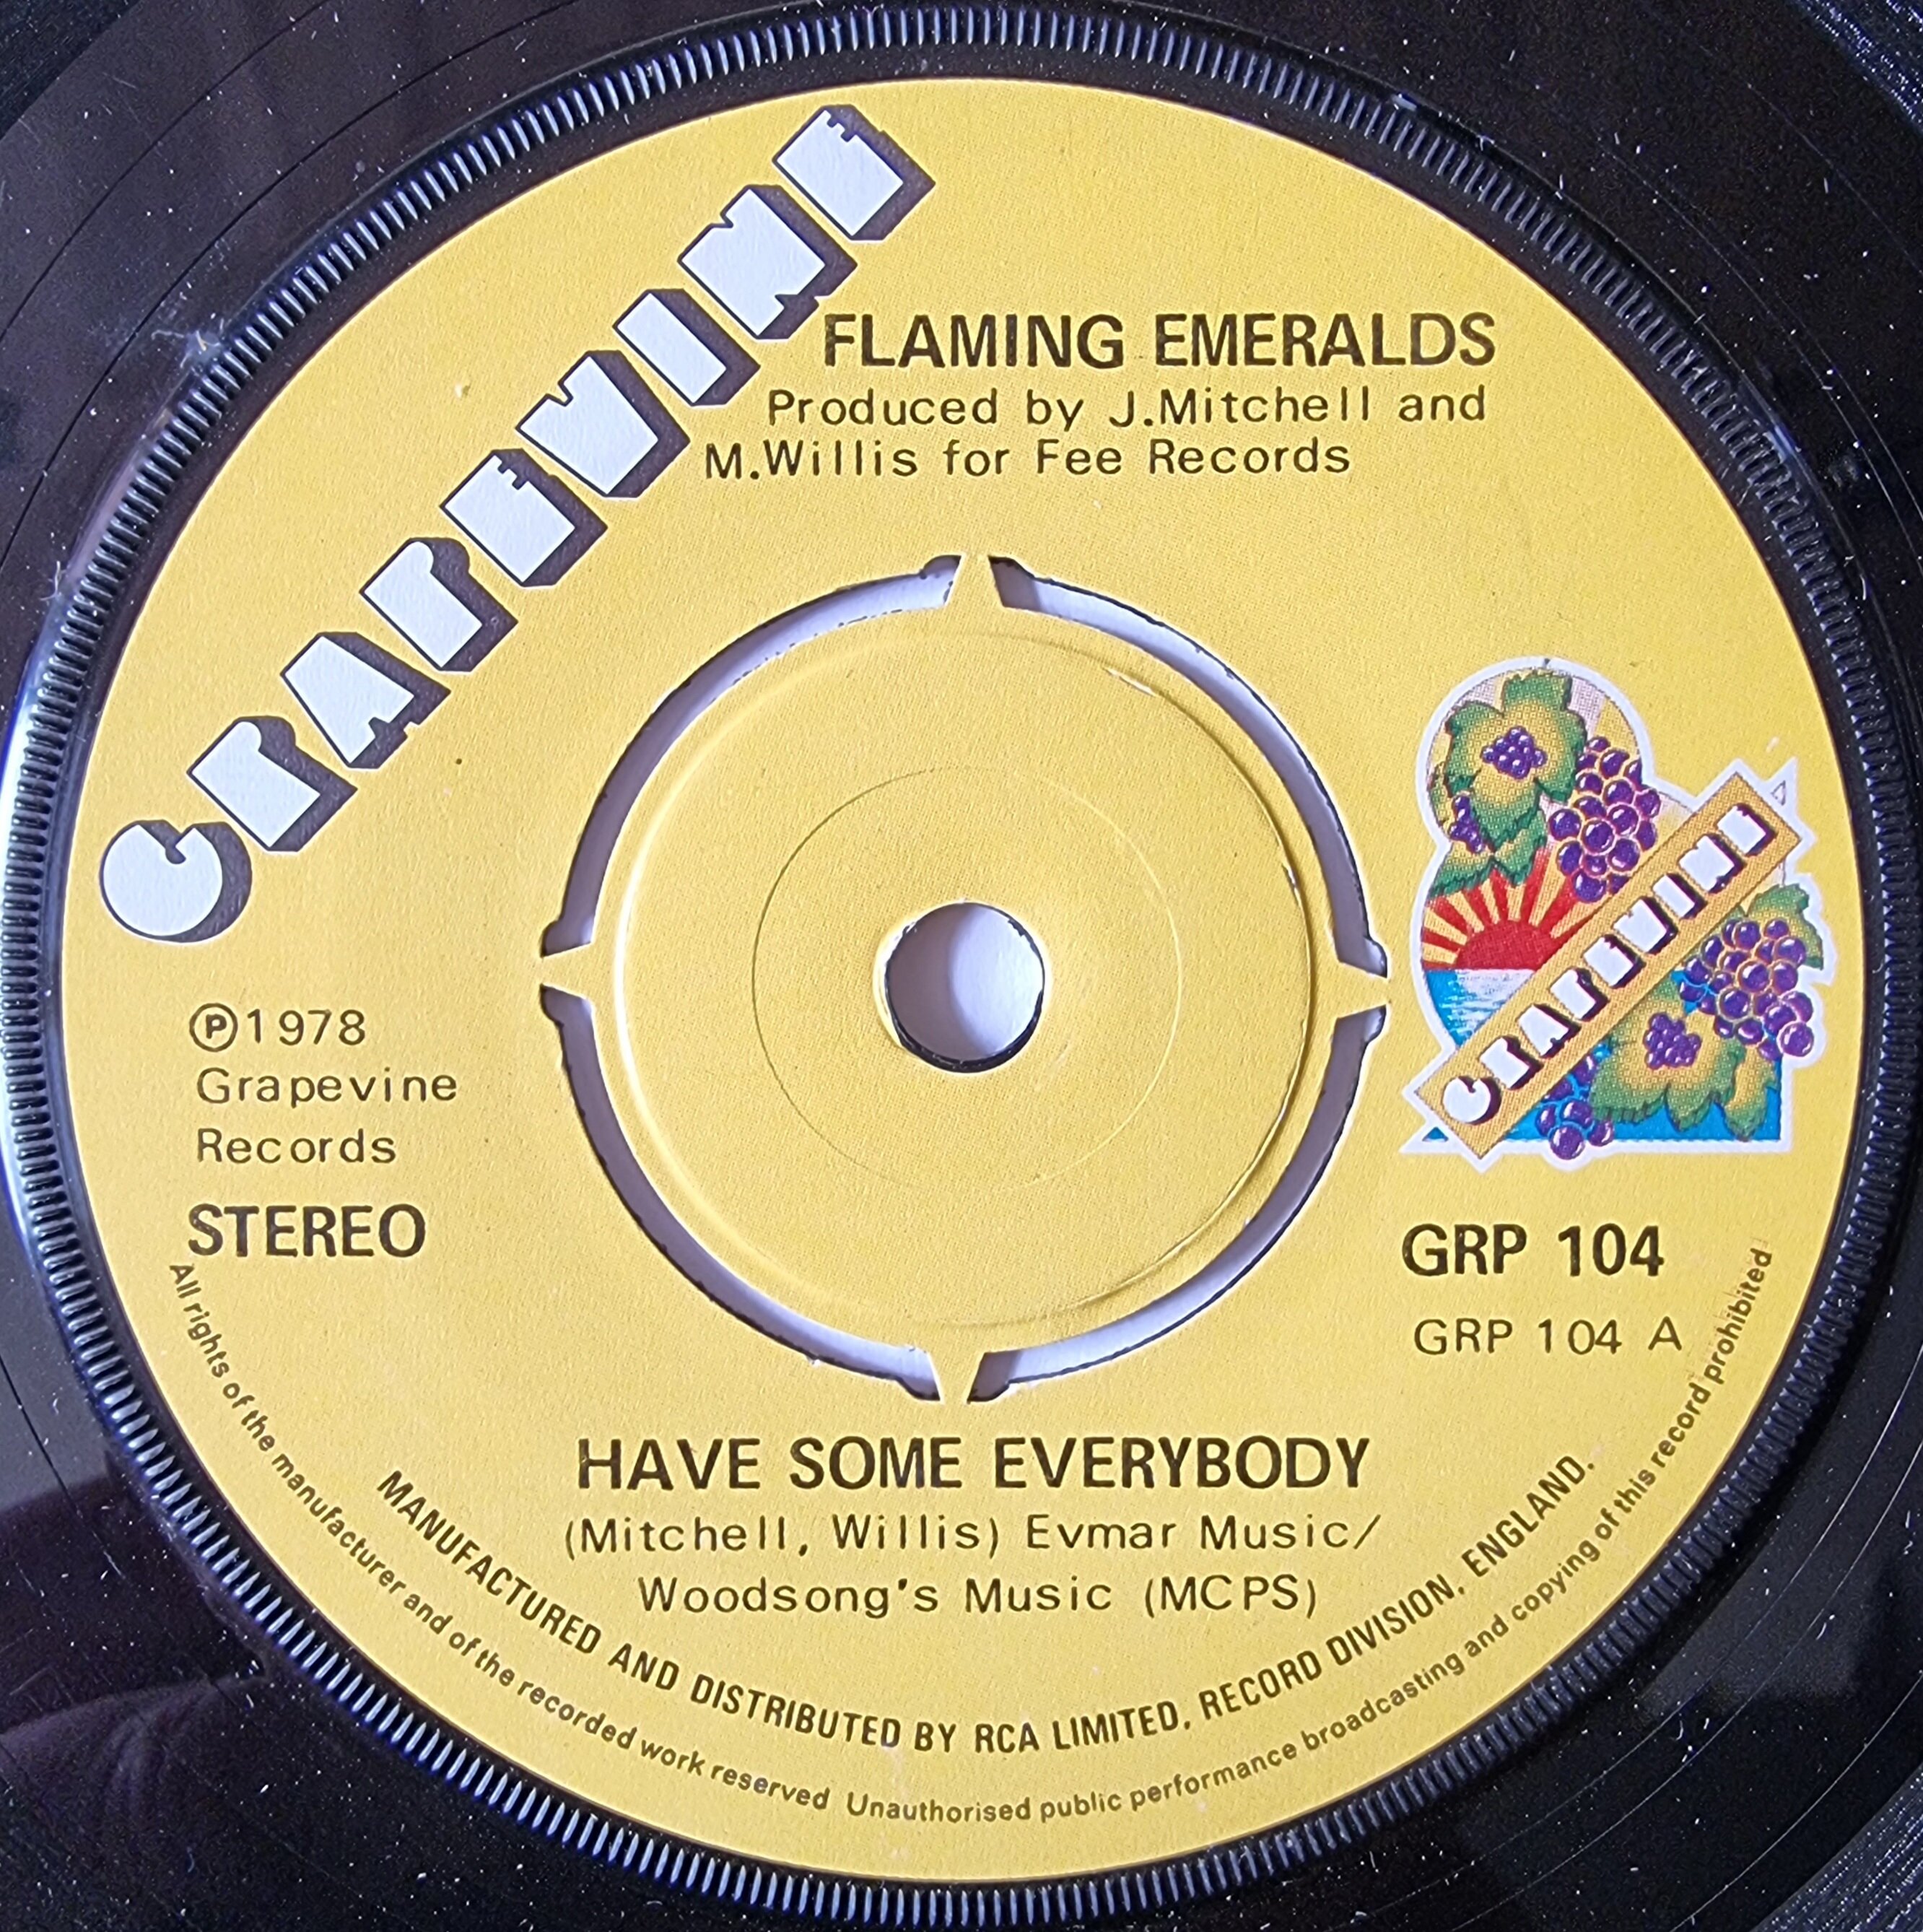 GRAPEVINE
FLAMING EMERALDS
Produced by J.Mitchell and
M.Willis for Fee Records
GRAPEVINE
Ⓟ1978
Grapevine
Records
STEREO
GRP 104
GRP 104 A
HAVE SOME EVERYBODY
(Mitchell, Willis) Evmar Music/
Woodsong's Music (MCPS)
MANUFACTURED AND DISTRIBUTED BY RCA LIMITED, RECORD DIVISION, ENGLAND.
All rights of the manufacturer and of the recorded work reserved Unauthorised public performance broadcasting and copying of this record prohibited